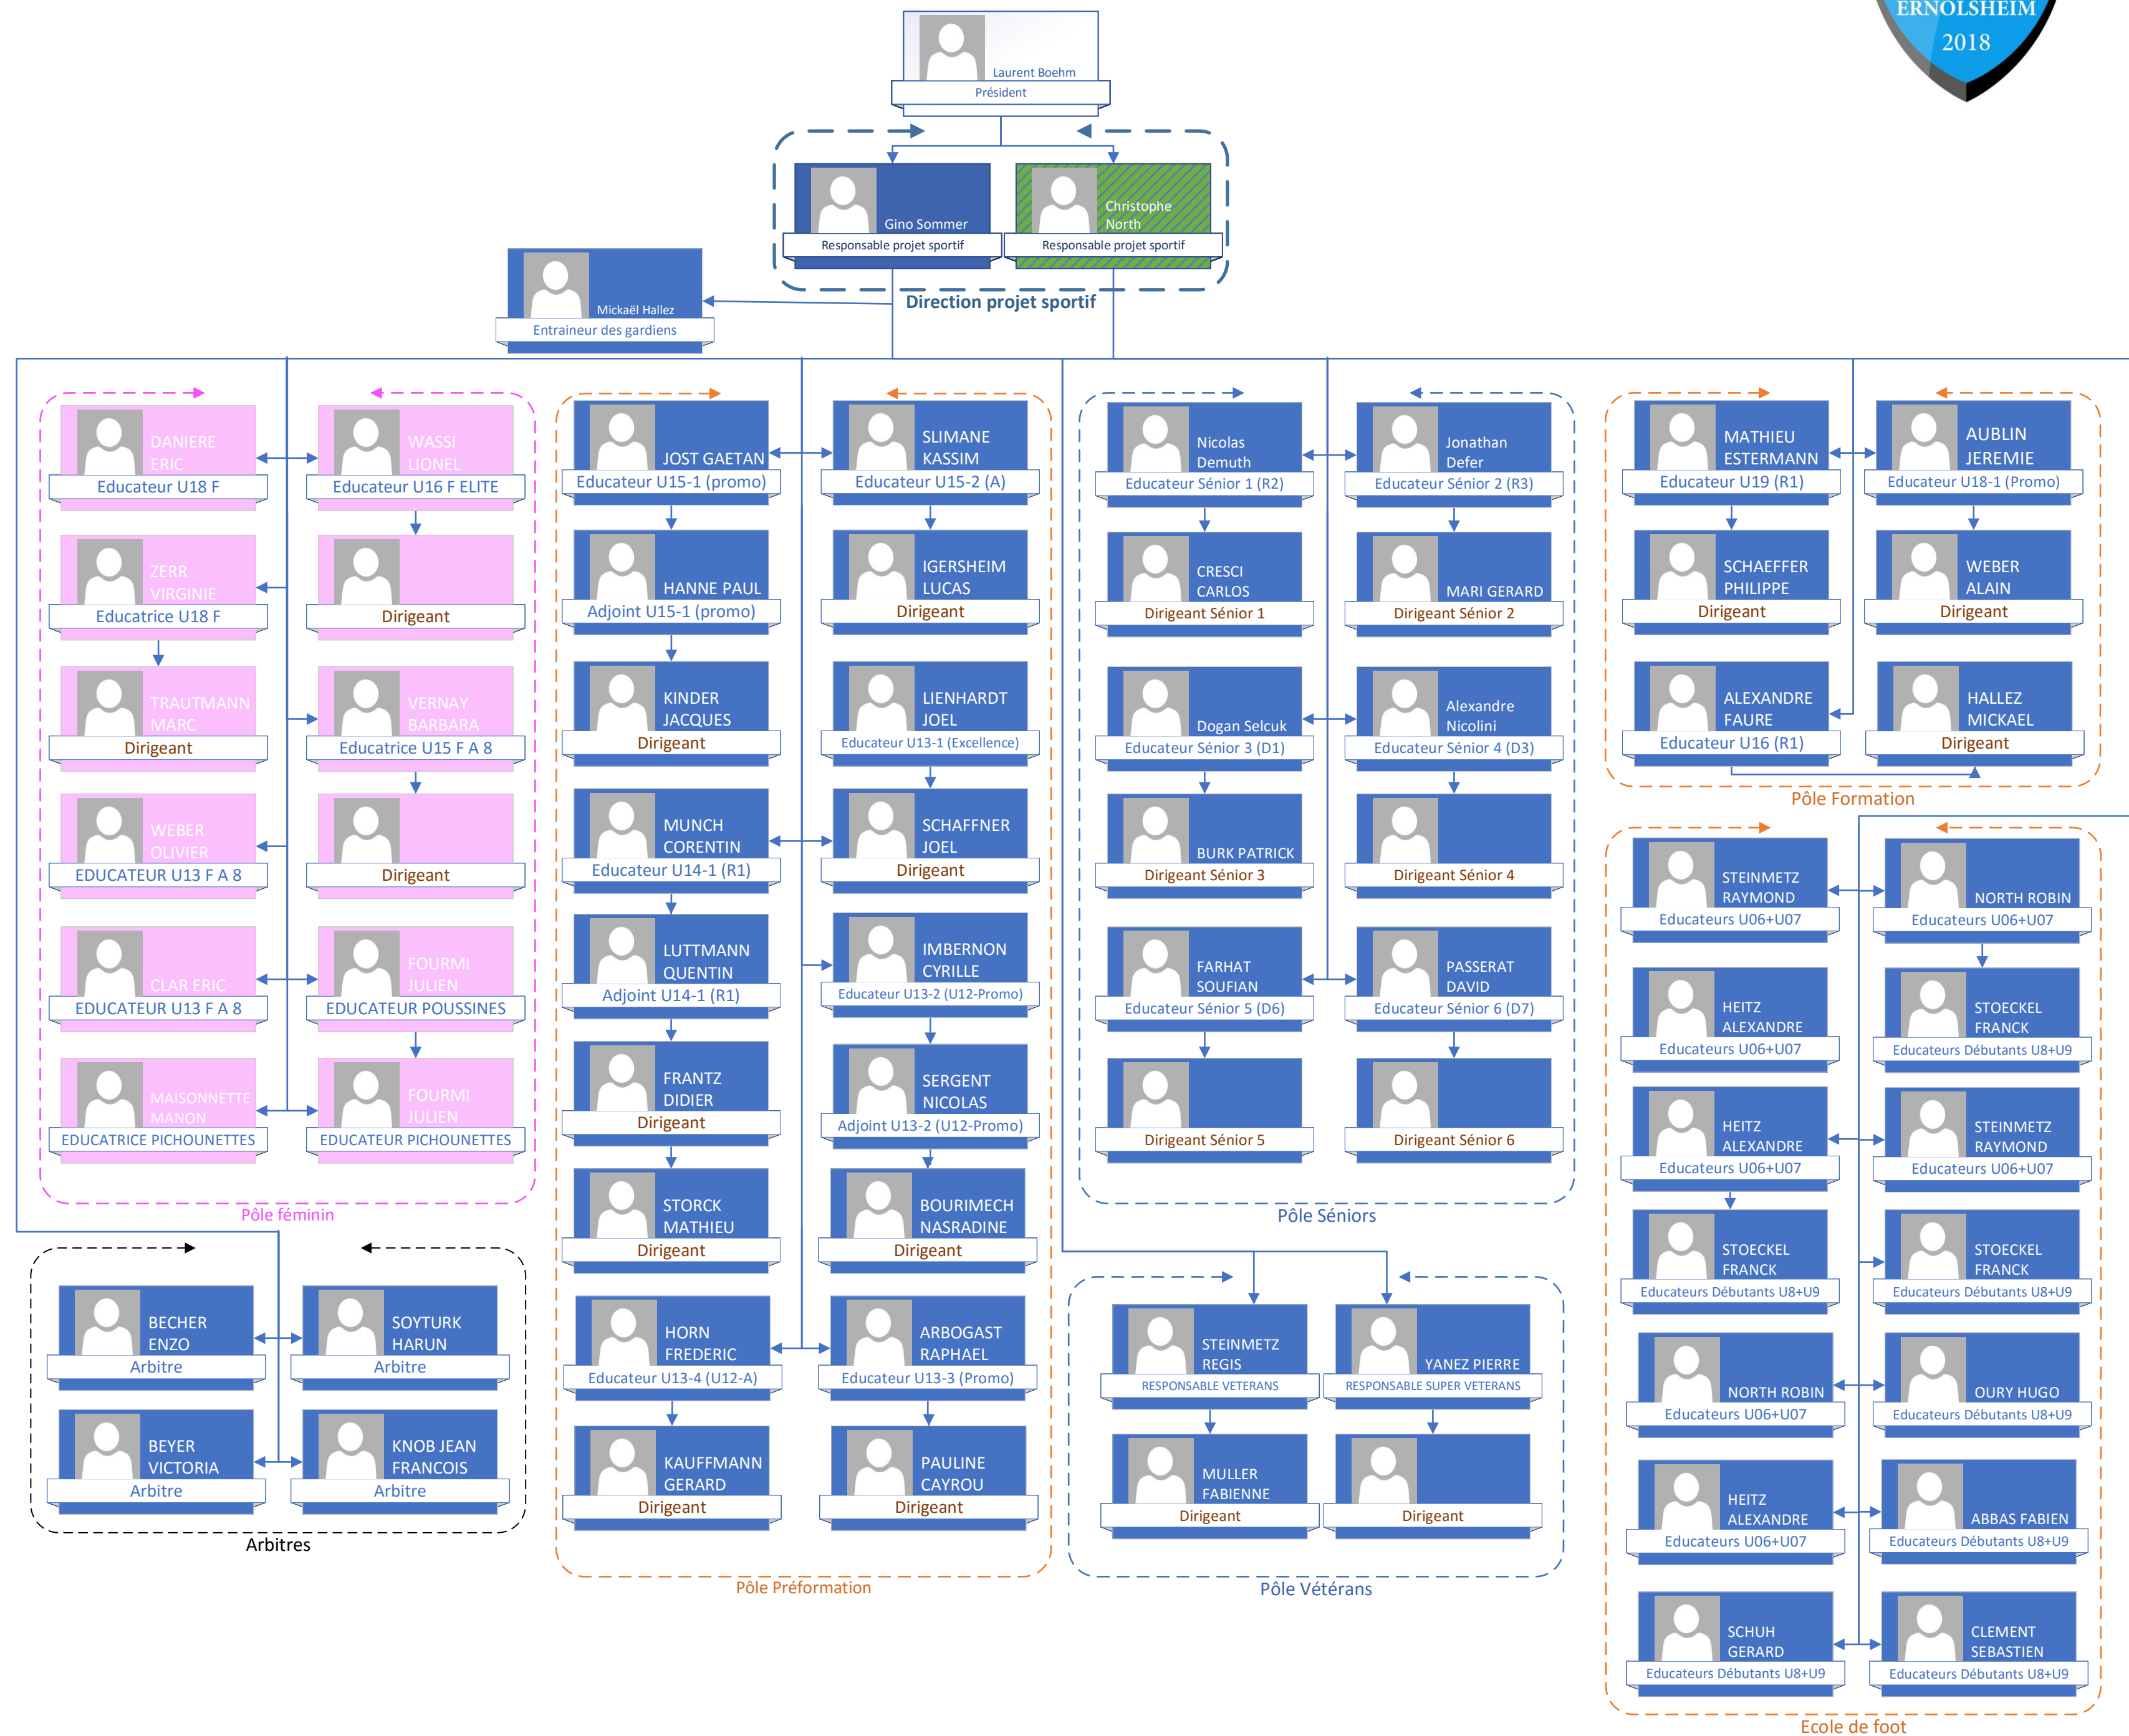 ERNOLSHEIM
2018
Laurent Boehm
Président
Gino Sommer
Responsable projet sportif
Christophe
North
Responsable projet sportif
Direction projet sportif
Mickaël Hallez
Entraineur des gardiens
DANIERE
ERIC
Educateur U18 F
WASSI
LIONEL
Educateur U16 F ELITE
ZERR
VIRGINIE
Educatrice U18 F
Dirigeant
TRAUTMANN
MARC
Dirigeant
VERNAY
BARBARA
Educatrice U15 F A 8
WEBER
OLIVIER
EDUCATEUR U13 F A 8
Dirigeant
CLAR ERIC
EDUCATEUR U13 F A 8
FOURMI
JULIEN
EDUCATEUR POUSSINES
MAISONNETTE
MANON
EDUCATRICE PICHOUNETTES
FOURMI
JULIEN
EDUCATEUR PICHOUNETTES
Pôle féminin
BECHER
ENZO
Arbitre
SOYTURK
HARUN
Arbitre
BEYER
VICTORIA
Arbitre
KNOB JEAN
FRANCOIS
Arbitre
Arbitres
JOST GAETAN
Educateur U15-1 (promo)
SLIMANE
KASSIM
Educateur U15-2 (A)
HANNE PAUL
Adjoint U15-1 (promo)
IGERSHEIM
LUCAS
Dirigeant
KINDER
JACQUES
Dirigeant
LIENHARDT
JOEL
Educateur U13-1 (Excellence)
MUNCH
CORENTIN
Educateur U14-1 (R1)
SCHAFFNER
JOEL
Dirigeant
LUTTMANN
QUENTIN
Adjoint U14-1 (R1)
IMBERNON
CYRILLE
Educateur U13-2 (U12-Promo)
FRANTZ
DIDIER
Dirigeant
SERGENT
NICOLAS
Adjoint U13-2 (U12-Promo)
STORCK
MATHIEU
Dirigeant
BOURIMECH
NASRADINE
Dirigeant
HORN
FREDERIC
Educateur U13-4 (U12-A)
ARBOGAST
RAPHAEL
Educateur U13-3 (Promo)
KAUFFMANN
GERARD
Dirigeant
PAULINE
CAYROU
Dirigeant
Pôle Préformation
Nicolas
Demuth
Educateur Sénior 1 (R2)
Jonathan
Defer
Educateur Sénior 2 (R3)
CRESCI
CARLOS
Dirigeant Sénior 1
MARI GERARD
Dirigeant Sénior 2
Dogan Selcuk
Educateur Sénior 3 (D1)
Alexandre
Nicolini
Educateur Sénior 4 (D3)
BURK PATRICK
Dirigeant Sénior 3
Dirigeant Sénior 4
FARHAT
SOUFIAN
Educateur Sénior 5 (D6)
PASSERAT
DAVID
Educateur Sénior 6 (D7)
Dirigeant Sénior 5
Dirigeant Sénior 6
Pôle Séniors
STEINMETZ
REGIS
RESPONSABLE VETERANS
YANEZ PIERRE
RESPONSABLE SUPER VETERANS
MULLER
FABIENNE
Dirigeant
Dirigeant
Pôle Vétérans
MATHIEU
ESTERMANN
Educateur U19 (R1)
AUBLIN
JEREMIE
Educateur U18-1 (Promo)
SCHAEFFER
PHILIPPE
Dirigeant
WEBER
ALAIN
Dirigeant
ALEXANDRE
FAURE
Educateur U16 (R1)
HALLEZ
MICKAEL
Dirigeant
Pôle Formation
STEINMETZ
RAYMOND
Educateurs U06+U07
NORTH ROBIN
Educateurs U06+U07
HEITZ
ALEXANDRE
Educateurs U06+U07
STOECKEL
FRANCK
Educateurs Débutants U8+U9
HEITZ
ALEXANDRE
Educateurs U06+U07
STEINMETZ
RAYMOND
Educateurs U06+U07
STOECKEL
FRANCK
Educateurs Débutants U8+U9
STOECKEL
FRANCK
Educateurs Débutants U8+U9
NORTH ROBIN
Educateurs U06+U07
OURY HUGO
Educateurs Débutants U8+U9
HEITZ
ALEXANDRE
Educateurs U06+U07
ABBAS FABIEN
Educateurs Débutants U8+U9
SCHUH
GERARD
Educateurs Débutants U8+U9
CLEMENT
SEBASTIEN
Educateurs Débutants U8+U9
Ecole de foot